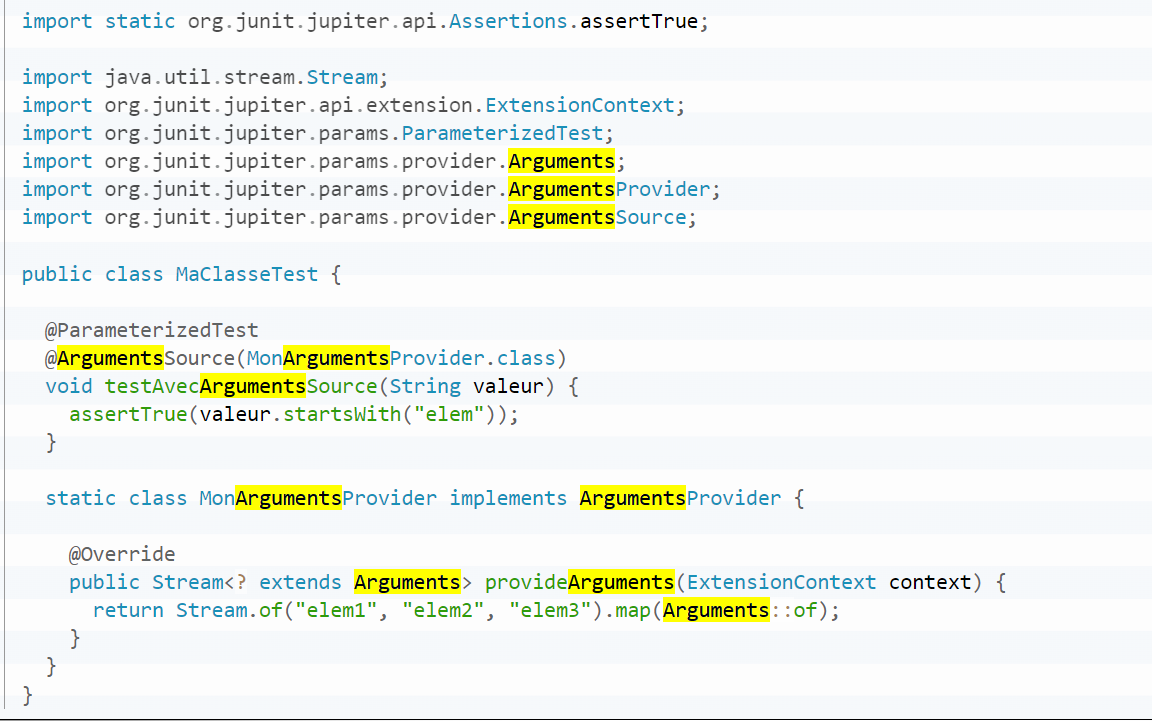 import static org.junit.jupiter.api.Assertions.assertTrue;
import java.util.stream.Stream;
import org.junit.jupiter.api.extension.ExtensionContext;
import org.junit.jupiter.params.ParameterizedTest;
import org.junit.jupiter.params.provider.Arguments;
import org.junit.jupiter.params.provider.ArgumentsProvider;
import org.junit.jupiter.params.provider.ArgumentsSource;
public class MaClasseTest {
@ParameterizedTest
@ArgumentsSource(MonArgumentsProvider.class)
void testAvecArgumentsSource(String valeur) {
assertTrue(valeur.startsWith("elem"));
}
static class MonArgumentsProvider implements ArgumentsProvider {
@Override
public Stream<? extends Arguments> provideArguments(ExtensionContext context) {
return Stream.of("elem1", "elem2", "elem3").map(Arguments::of);
}
}
}